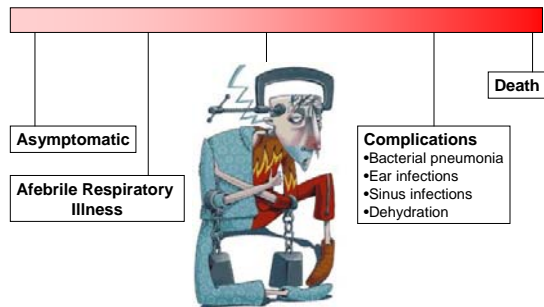 Death
Asymptomatic
Afebrile Respiratory
Illness
Complications
•Bacterial pneumonia
•Ear infections
•Sinus infections
•Dehydration